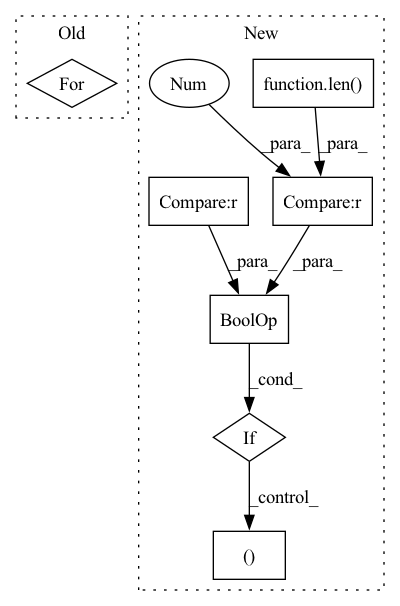 Old
New
For
Num
function.len()
_para_
_para_
Compare:r
Compare:r
_para_
_para_
BoolOp
_cond_
If
_control_
()